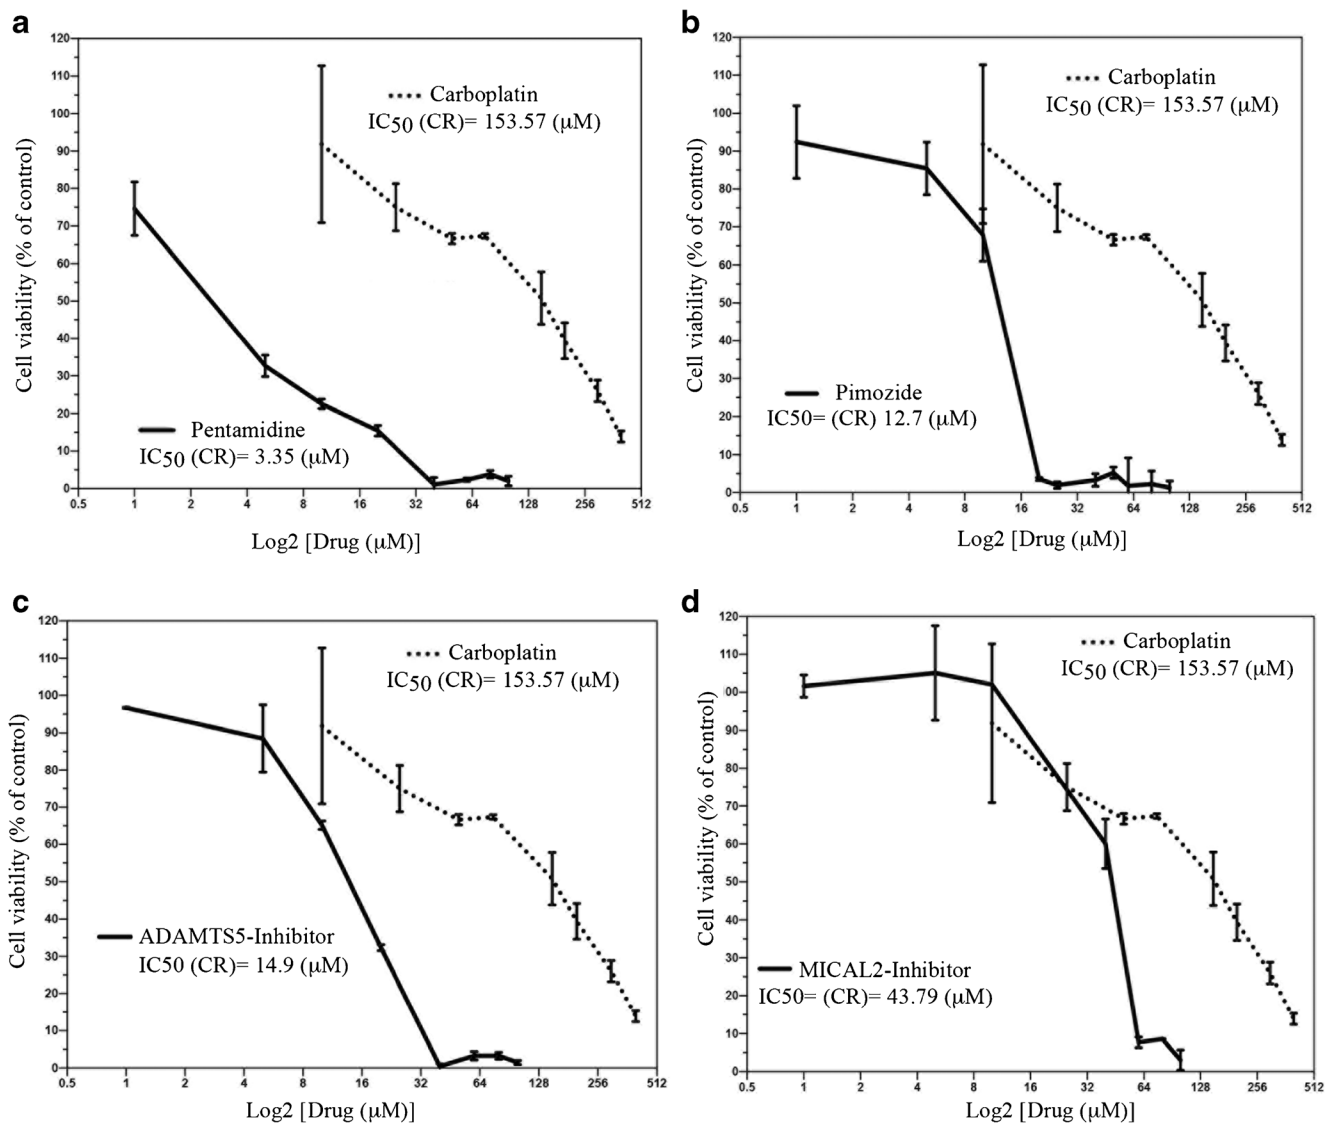 a
120
110
100
90
80
70
60
50
40
30
20
10
0
Cell viability (% of control)
Carboplatin
IC50 (CR)= 153.57 (µM)
Pentamidine
IC50 (CR)= 3.35 (µM)
0.5 1 2 4 8 16 32 64 128 256 512
Log2 [Drug (µM)]
b
120
110
100
90
80
70
60
50
40
30
20
10
0
Cell viability (% of control)
Carboplatin
IC50 (CR)= 153.57 (µM)
Pimozide
IC50= (CR) 12.7 (µM)
0.5 1 2 4 8 16 32 64 128 256 512
Log2 [Drug (µM)]
c
120
110
100
90
80
70
60
50
40
30
20
10
0
Cell viability (% of control)
Carboplatin
IC50 (CR)= 153.57 (µM)
ADAMTS5-Inhibitor
IC50 (CR)= 14.9 (µM)
0.5 1 2 4 8 16 32 64 128 256 512
Log2 [Drug (µM)]
d
120
110
00
90
80
70
60
50
40
30
20
10
0
Cell viability (% of control)
Carboplatin
IC50 (CR)= 153.57 (µM)
MICAL2-Inhibitor
IC50= (CR)= 43.79 (µM)
0.5 1 2 4 8 16 32 64 128 256 512
Log2 [Drug (µM)]